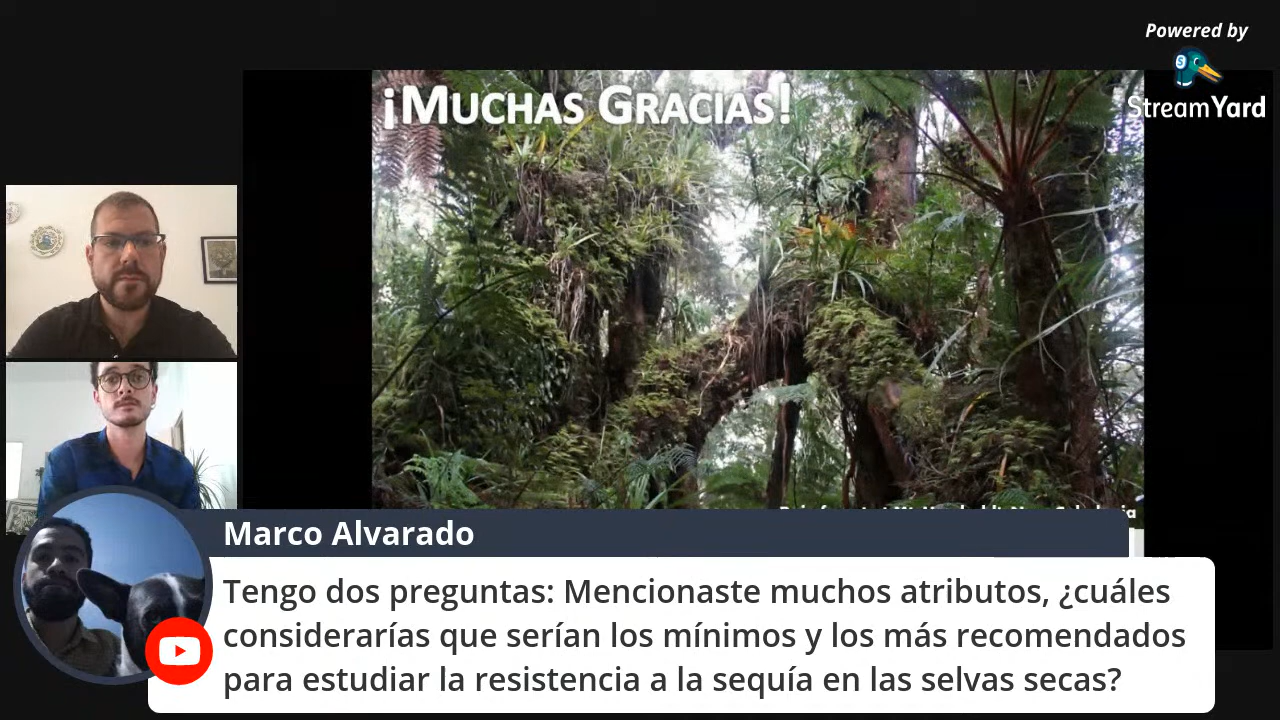 Powered by
StreamYard
¡MUCHAS GRACIAS!
Marco Alvarado
Tengo dos preguntas: Mencionaste muchos atributos, ¿cuáles
considerarías que serían los mínimos y los más recomendados
para estudiar la resistencia a la sequía en las selvas secas?